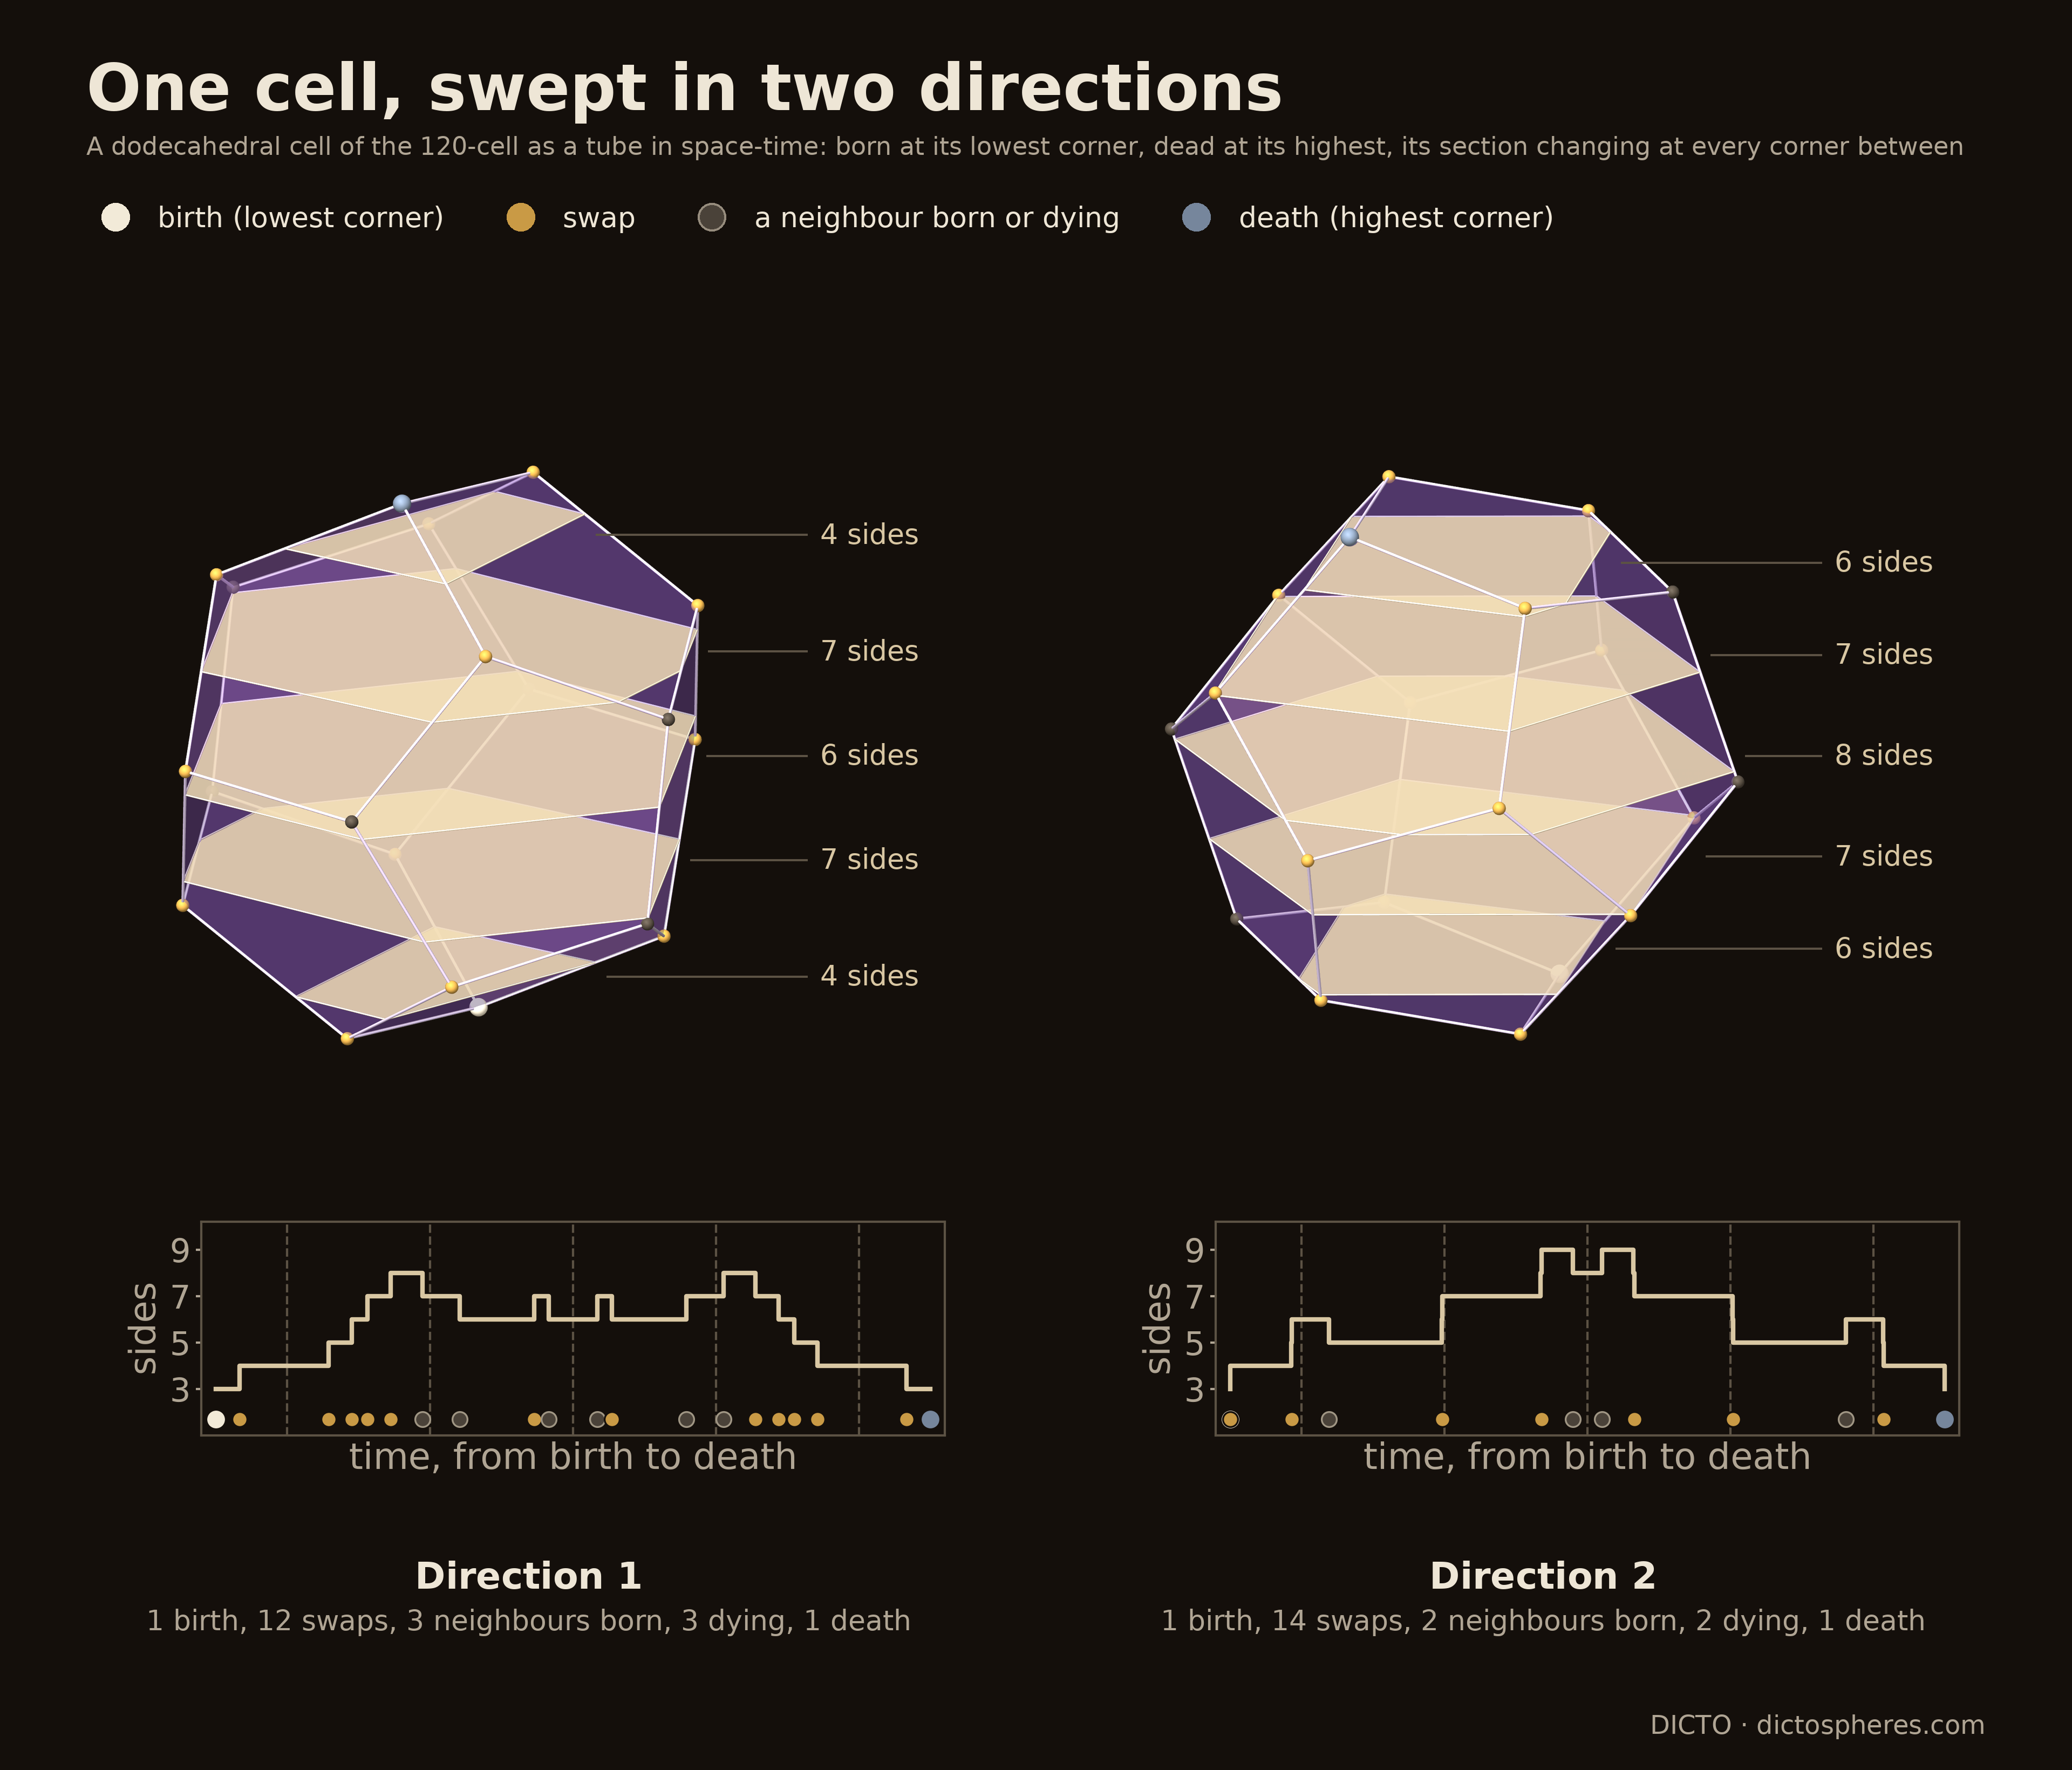 One cell, swept in two directions
A dodecahedral cell of the 120-cell as a tube in space-time: born at its lowest corner, dead at its highest, its section changing at every corner between
birth (lowest corner)
swap
a neighbour born or dying
death (highest corner)
4 sides
7 sides
6 sides
7 sides
4 sides
6 sides
7 sides
8 sides
7 sides
6 sides
9
7
5
3
sides
time, from birth to death
9
7
5
3
sides
time, from birth to death
Direction 1
1 birth, 12 swaps, 3 neighbours born, 3 dying, 1 death
Direction 2
1 birth, 14 swaps, 2 neighbours born, 2 dying, 1 death
DICTO · dictospheres.com